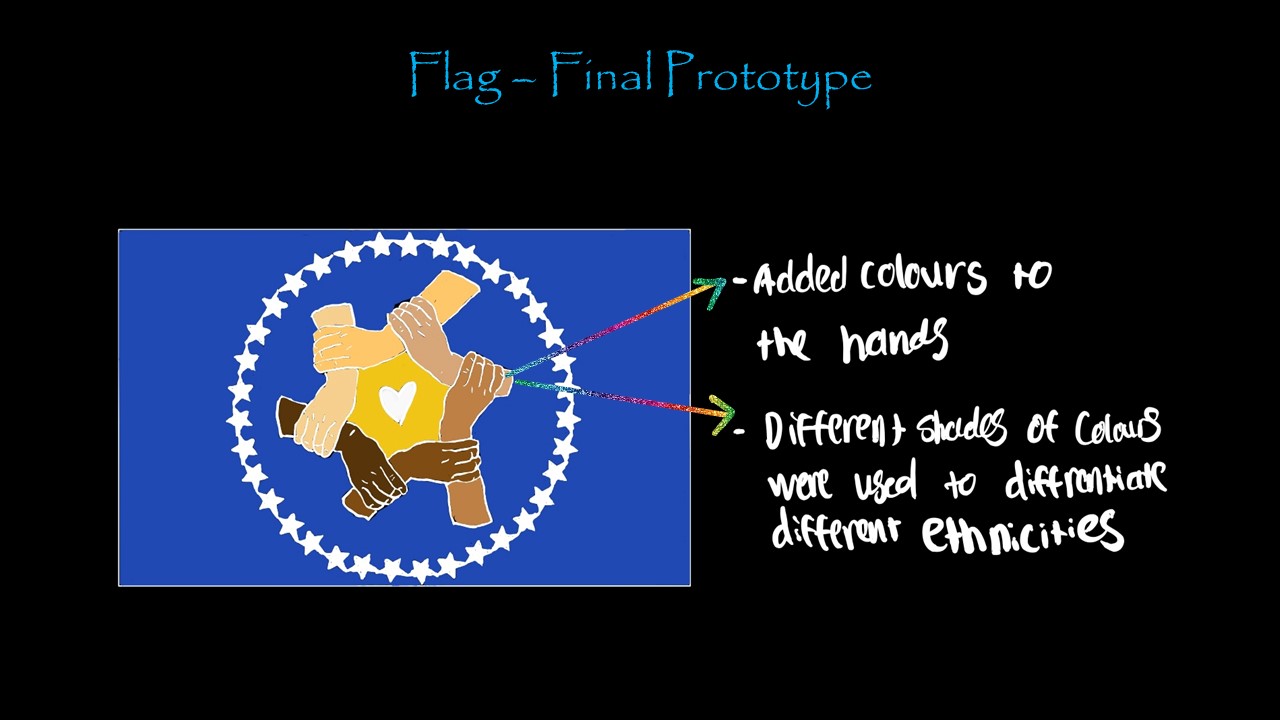 Flag – Final Prototype
- Added colours to
the hands
- Different shades of colours
were used to diffrentiate
different ethnicities